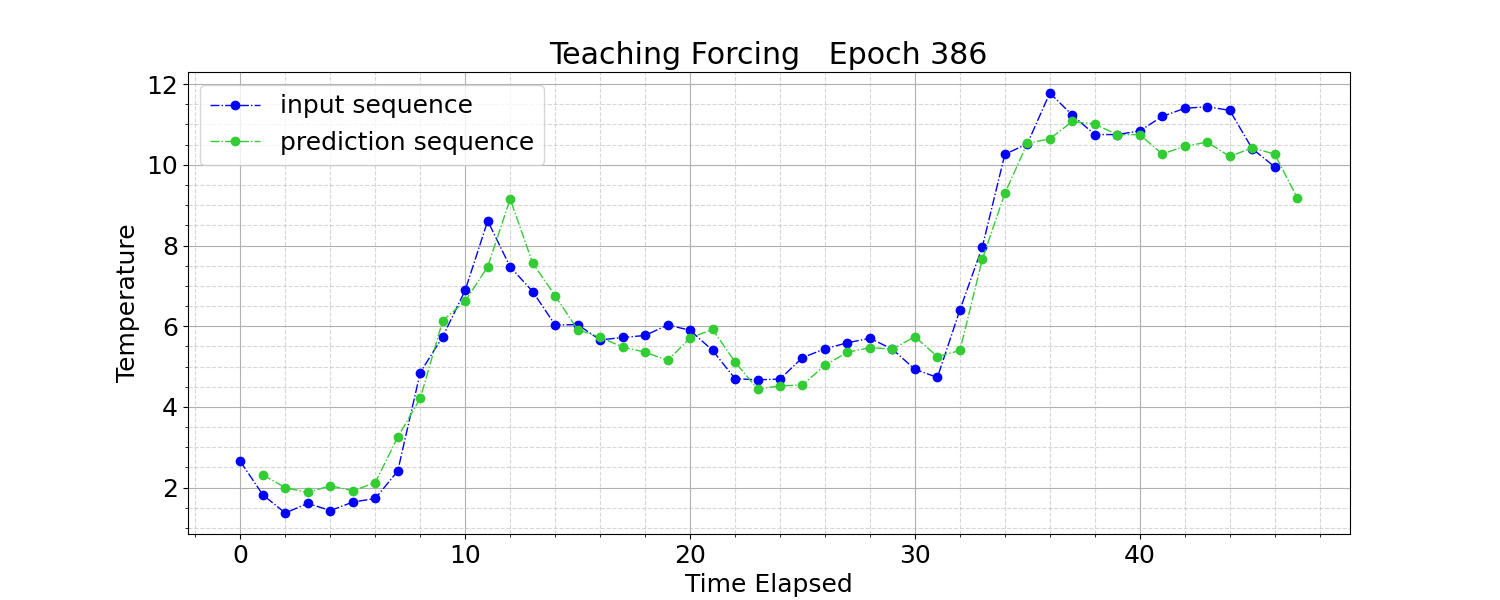 Teaching Forcing   Epoch 386
12
10
8
6
4
2
Temperature
input sequence
prediction sequence
0
10
20
30
40
Time Elapsed